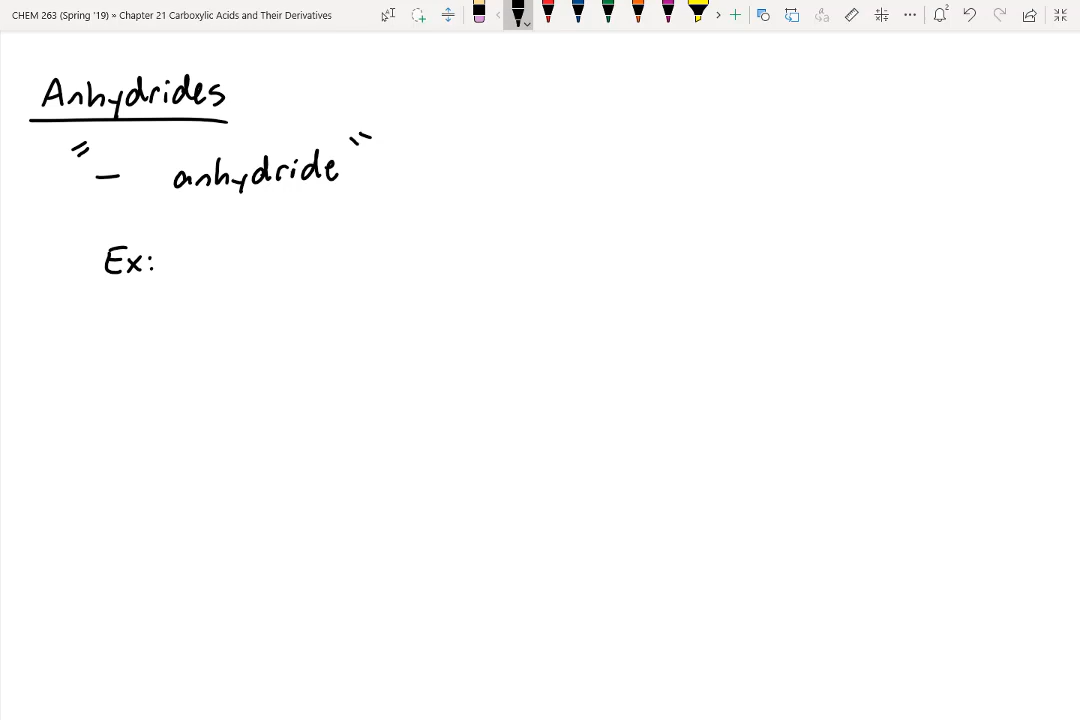 CHEM 263 (Spring '19) » Chapter 21 Carboxylic Acids and Their Derivatives
Anhydrides
"— anhydride"
Ex: